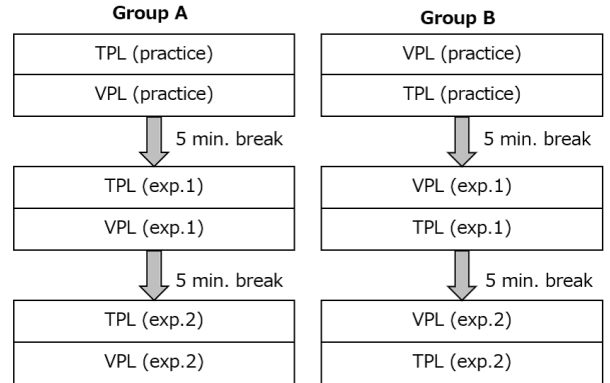 Group A
TPL (practice)
VPL (practice)
5 min. break
TPL (exp.1)
VPL (exp.1)
5 min. break
TPL (exp.2)
VPL (exp.2)
Group B
VPL (practice)
TPL (practice)
5 min. break
VPL (exp.1)
TPL (exp.1)
5 min. break
VPL (exp.2)
TPL (exp.2)